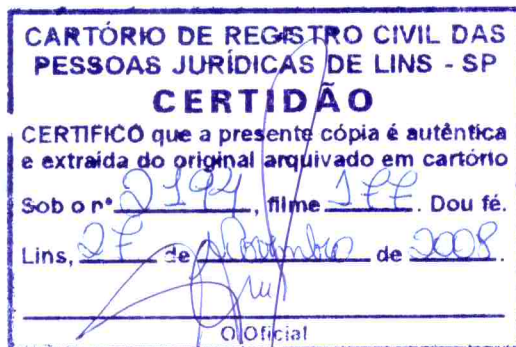 CARTÓRIO DE REGISTRO CIVIL DAS
PESSOAS JURÍDICAS DE LINS - SP
CERTIDÃO
CERTIFICO que a presente cópia é autêntica
e extraída do original arquivado em cartório
Sob o nº 2194, filme 177. Dou fé.
Lins, 27 de Novembro de 2008.
O Oficial